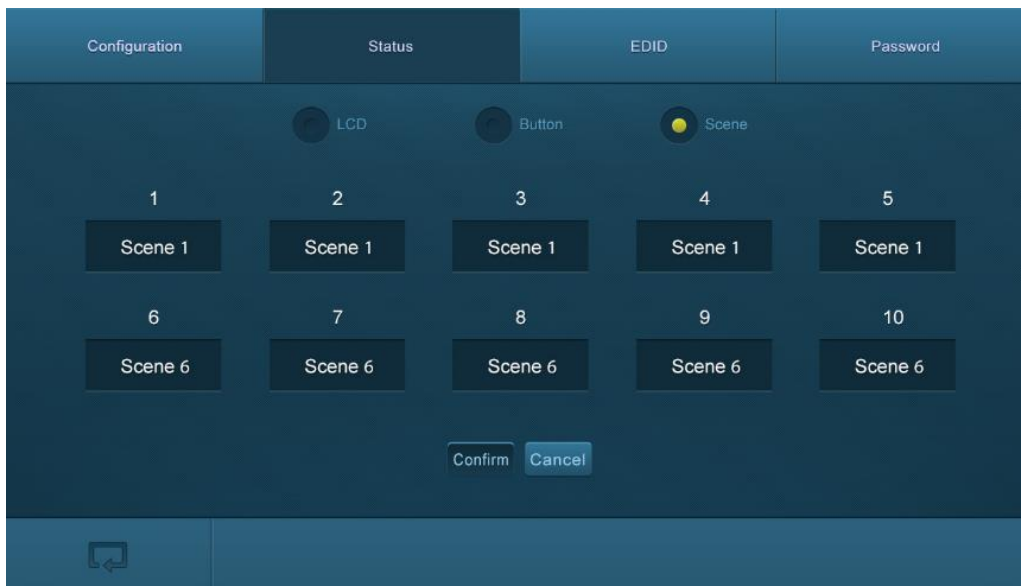 Configuration Status EDID Password
LCD Button Scene
1 2 3 4 5
Scene 1 Scene 1 Scene 1 Scene 1 Scene 1
6 7 8 9 10
Scene 6 Scene 6 Scene 6 Scene 6 Scene 6
Confirm Cancel